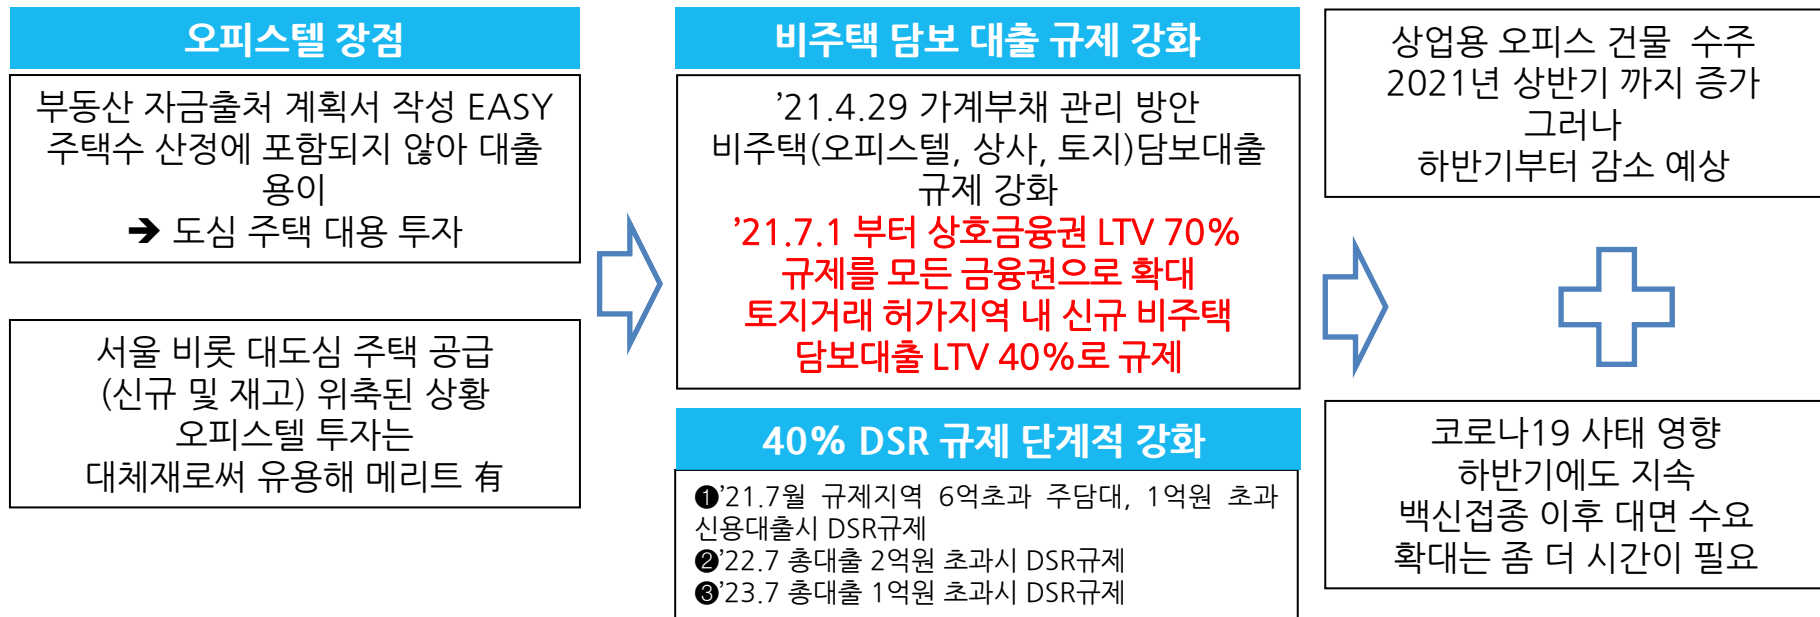 오피스텔 장점
부동산 자금출처 계획서 작성 EASY
주택수 산정에 포함되지 않아 대출
용이
➔ 도심 주택 대용 투자
서울 비롯 대도심 주택 공급
(신규 및 재고) 위축된 상황
오피스텔 투자는
대체재로써 유용해 메리트 有
비주택 담보 대출 규제 강화
’21.4.29 가계부채 관리 방안
비주택(오피스텔, 상사, 토지)담보대출
규제 강화
’21.7.1 부터 상호금융권 LTV 70%
규제를 모든 금융권으로 확대
토지거래 허가지역 내 신규 비주택
담보대출 LTV 40%로 규제
40% DSR 규제 단계적 강화
❶’21.7월 규제지역 6억초과 주담대, 1억원 초과
신용대출시 DSR규제
❷’22.7 총대출 2억원 초과시 DSR규제
❸’23.7 총대출 1억원 초과시 DSR규제
상업용 오피스 건물 수주
2021년 상반기 까지 증가
그러나
하반기부터 감소 예상
코로나19 사태 영향
하반기에도 지속
백신접종 이후 대면 수요
확대는 좀 더 시간이 필요